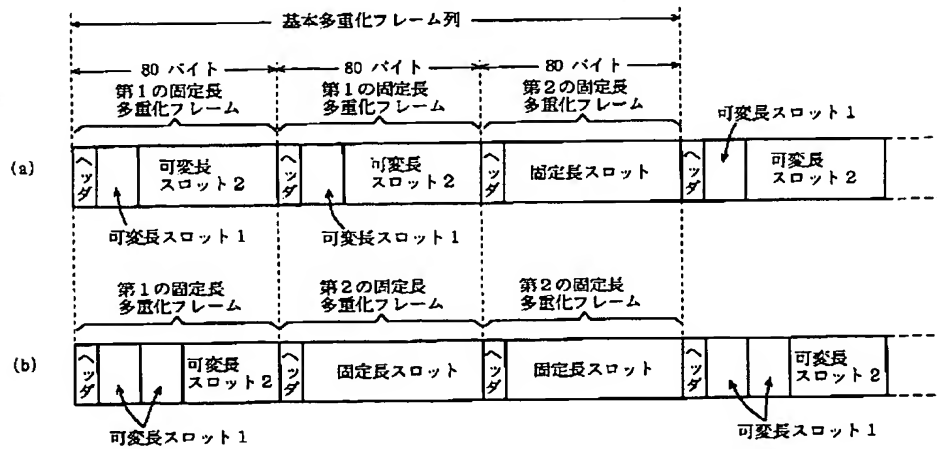 基本多重化フレーム列
80 バイト 80 バイト 80 バイト
第1の固定長
多重化フレーム
第1の固定長
多重化フレーム
第2の固定長
多重化フレーム
可変長スロット1
(a)
ヘッダ
可変長
スロット2
ヘッダ
可変長
スロット2
ヘッダ
固定長スロット
ヘッダ
可変長
スロット2
可変長スロット1
可変長スロット1
第1の固定長
多重化フレーム
第2の固定長
多重化フレーム
第2の固定長
多重化フレーム
(b)
ヘッダ
可変長
スロット2
ヘッダ
固定長スロット
ヘッダ
固定長スロット
ヘッダ
可変長
スロット2
可変長スロット1
可変長スロット1